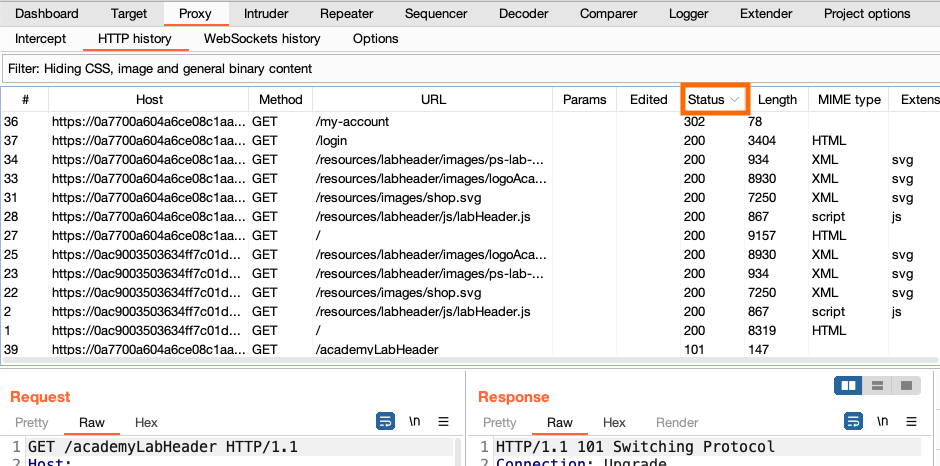 Dashboard Target Proxy Intruder Repeater Sequencer Decoder Comparer Logger Extender Project options
Intercept HTTP history WebSockets history Options
Filter: Hiding CSS, image and general binary content
# Host Method URL Params Edited Status Length MIME type Extens
36 https://0a7700a604a6ce08c1aa... GET /my-account 302 78
37 https://0a7700a604a6ce08c1aa... GET /login 200 3404 HTML
34 https://0a7700a604a6ce08c1aa... GET /resources/labheader/images/ps-lab-... 200 934 XML svg
33 https://0a7700a604a6ce08c1aa... GET /resources/labheader/images/logoAca... 200 8930 XML svg
31 https://0a7700a604a6ce08c1aa... GET /resources/images/shop.svg 200 7250 XML svg
28 https://0a7700a604a6ce08c1aa... GET /resources/labheader/js/labHeader.js 200 867 script js
27 https://0a7700a604a6ce08c1aa... GET / 200 9157 HTML
25 https://0ac9003503634ff7c01d... GET /resources/labheader/images/logoAca... 200 8930 XML svg
23 https://0ac9003503634ff7c01d... GET /resources/labheader/images/ps-lab-... 200 934 XML svg
22 https://0ac9003503634ff7c01d... GET /resources/images/shop.svg 200 7250 XML svg
2 https://0ac9003503634ff7c01d... GET /resources/labheader/js/labHeader.js 200 867 script js
1 https://0ac9003503634ff7c01d... GET / 200 8319 HTML
39 https://0a7700a604a6ce08c1aa... GET /academyLabHeader 101 147
Request
Pretty Raw Hex \n
1 GET /academyLabHeader HTTP/1.1
2 Host:
Response
Pretty Raw Hex Render \n
1 HTTP/1.1 101 Switching Protocol
2 Connection: Upgrade